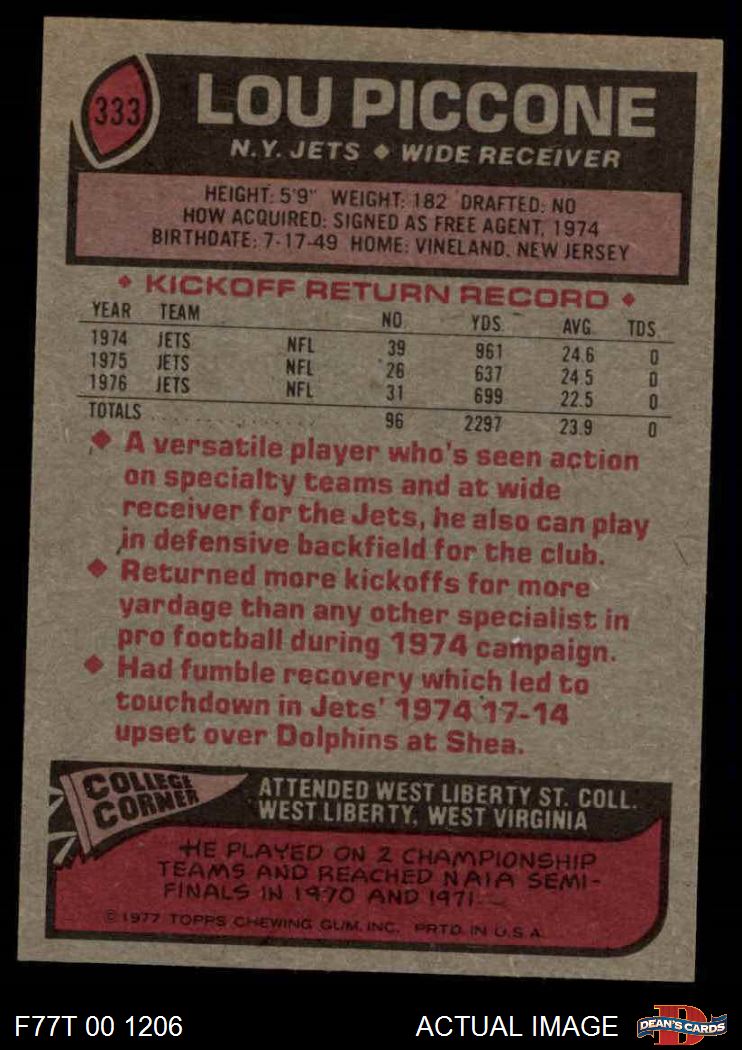 333
LOU PICCONE
N.Y. JETS ◆ WIDE RECEIVER
HEIGHT: 5'9" WEIGHT: 182 DRAFTED: NO
HOW ACQUIRED: SIGNED AS FREE AGENT, 1974
BIRTHDATE: 7-17-49 HOME: VINELAND, NEW JERSEY
◆ KICKOFF RETURN RECORD ◆
YEAR TEAM NO. YDS. AVG. TDS.
1974 JETS NFL 39 961 24.6 0
1975 JETS NFL 26 637 24.5 0
1976 JETS NFL 31 699 22.5 0
TOTALS 96 2297 23.9 0
◆ A versatile player who's seen action
on specialty teams and at wide
receiver for the Jets, he also can play
in defensive backfield for the club.
◆ Returned more kickoffs for more
yardage than any other specialist in
pro football during 1974 campaign.
◆ Had fumble recovery which led to
touchdown in Jets' 1974 17-14
upset over Dolphins at Shea.
COLLEGE
CORNER
ATTENDED WEST LIBERTY ST. COLL.
WEST LIBERTY, WEST VIRGINIA
HE PLAYED ON 2 CHAMPIONSHIP
TEAMS AND REACHED NAIA SEMI-
FINALS IN 1970 AND 1971.
©1977 TOPPS CHEWING GUM, INC. PRTD. IN U.S.A.
F77T 00 1206 ACTUAL IMAGE
D
DEAN'S CARDS